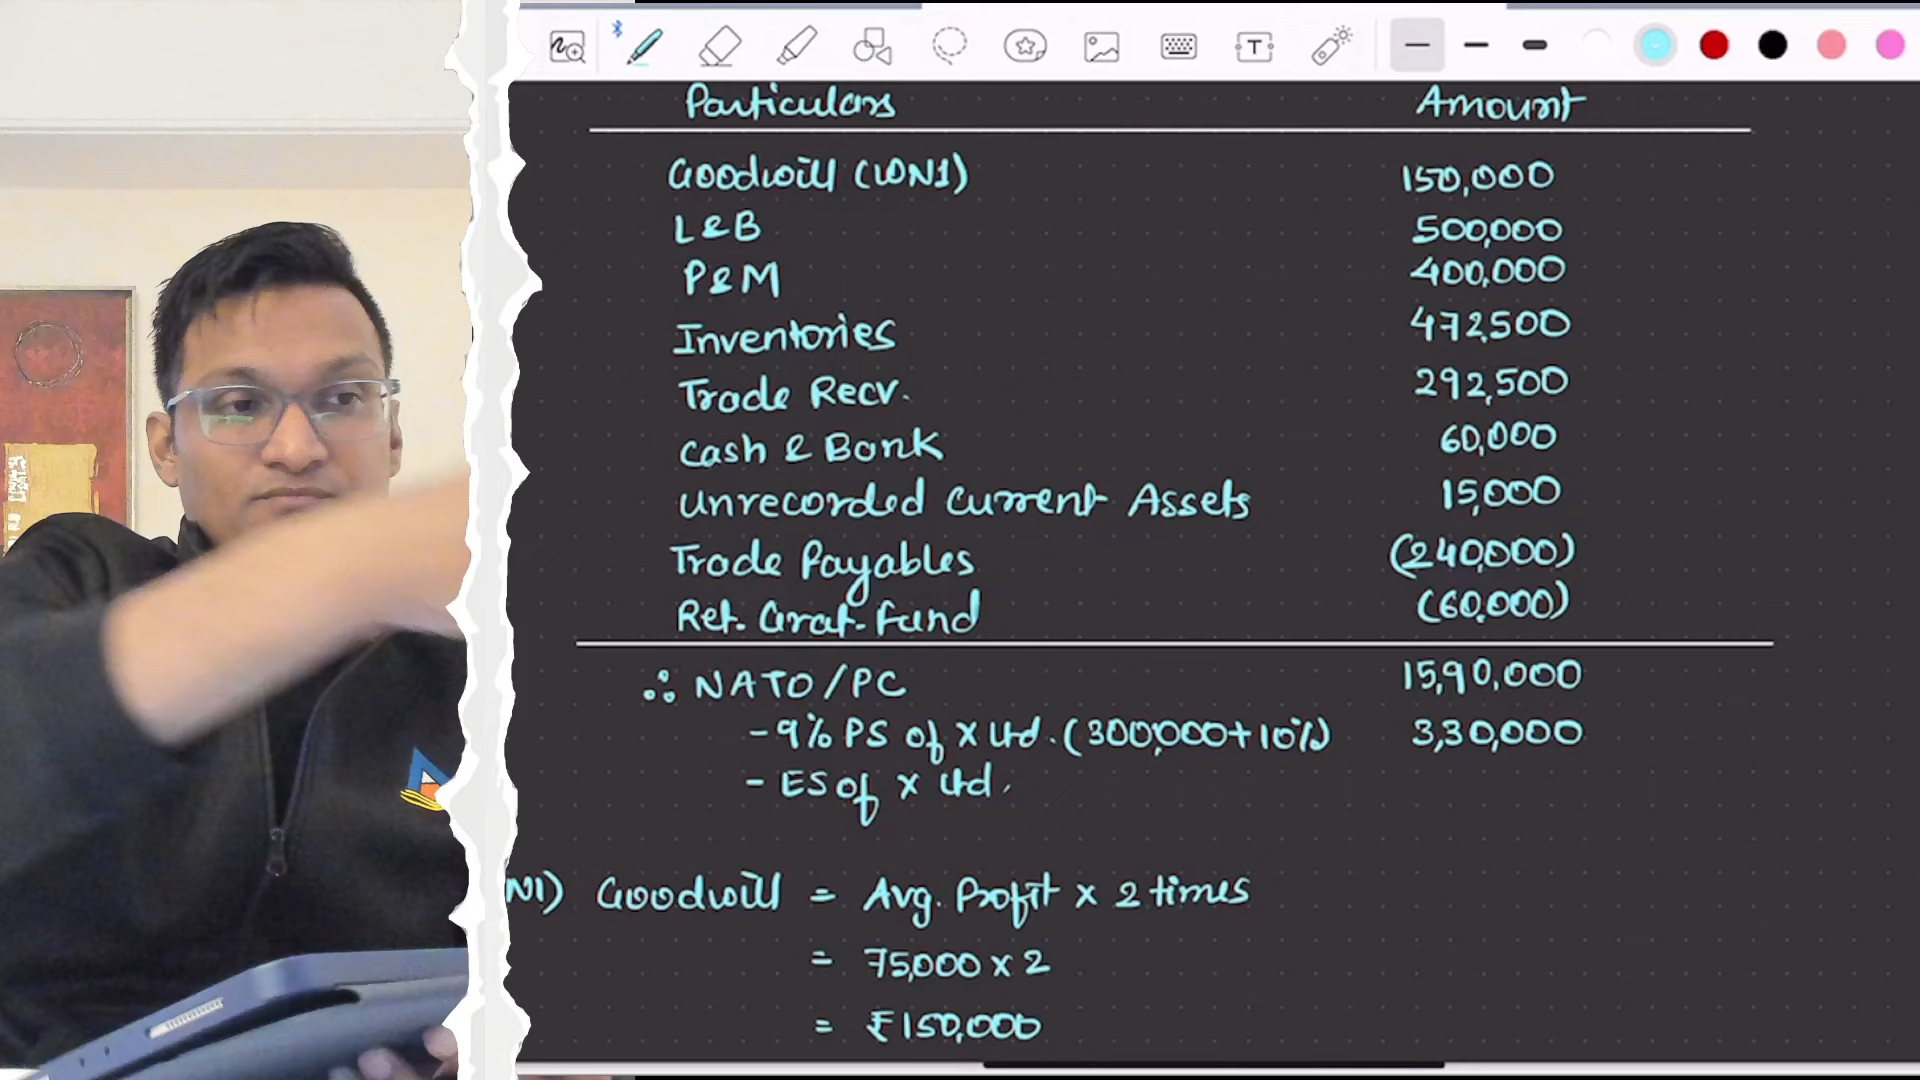 Particulars Amount
Goodwill (WN1) 150,000
L&B 500,000
P&M 400,000
Inventories 472,500
Trade Recv. 292,500
Cash & Bank 60,000
Unrecorded Current Assets 15,000
Trade Payables (240,000)
Ret. Grat. Fund (60,000)
∴ NATO/PC 15,90,000
- 9% PS of X Ltd. (300,000+10%) 3,30,000
- ES of X Ltd.
N1) Goodwill = Avg. Profit x 2 times
= 75,000 x 2
= ₹150,000